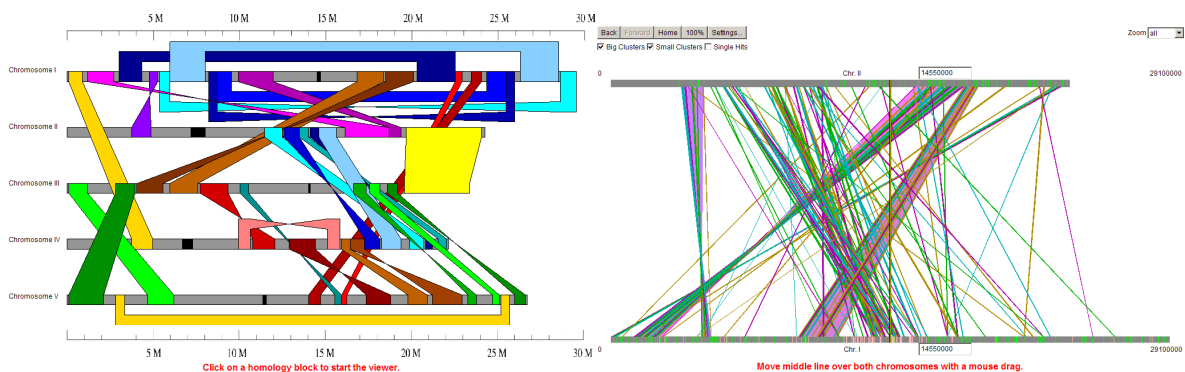 5 M 10 M 15 M 20 M 25 M 30 M
Chromosome I
Chromosome II
Chromosome III
Chromosome IV
Chromosome V
5 M 10 M 15 M 20 M 25 M 30 M
Click on a homology block to start the viewer.
Back Forward Home 100% Settings... Zoom all
Big Clusters Small Clusters Single Hits
0 Chr. II 14550000 29100000
0 Chr. I 14550000 29100000
Move middle line over both chromosomes with a mouse drag.